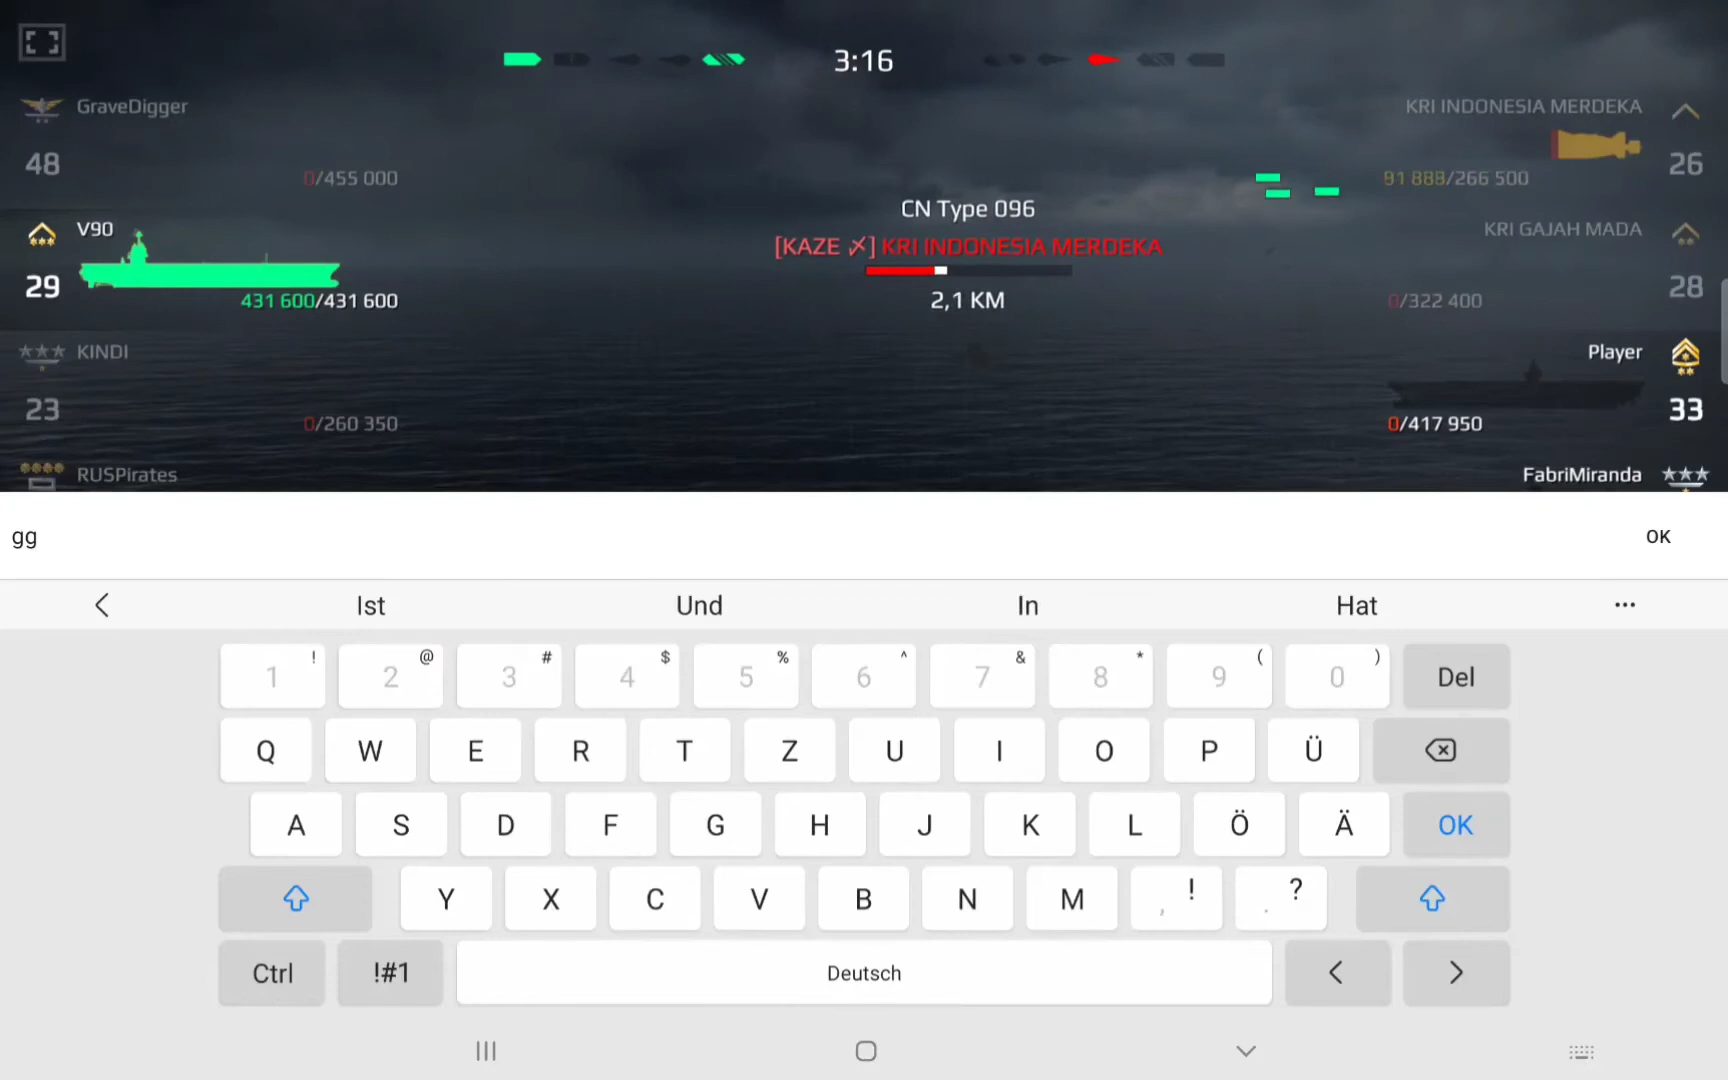 3:16
GraveDigger
48
0/455 000
V90
29
431 600/431 600
KINDI
23
0/260 350
RUSPirates
CN Type 096
[KAZE 〆] KRI INDONESIA MERDEKA
2,1 KM
KRI INDONESIA MERDEKA
26
91 888/266 500
KRI GAJAH MADA
28
0/322 400
Player
33
0/417 950
FabriMiranda
gg OK
Ist Und In Hat ...
1 ! 2 @ 3 # 4 $ 5 % 6 ^ 7 & 8 * 9 ( 0 ) Del
Q W E R T Z U I O P Ü
A S D F G H J K L Ö Ä OK
Y X C V B N M , ! . ?
Ctrl !#1 Deutsch < >